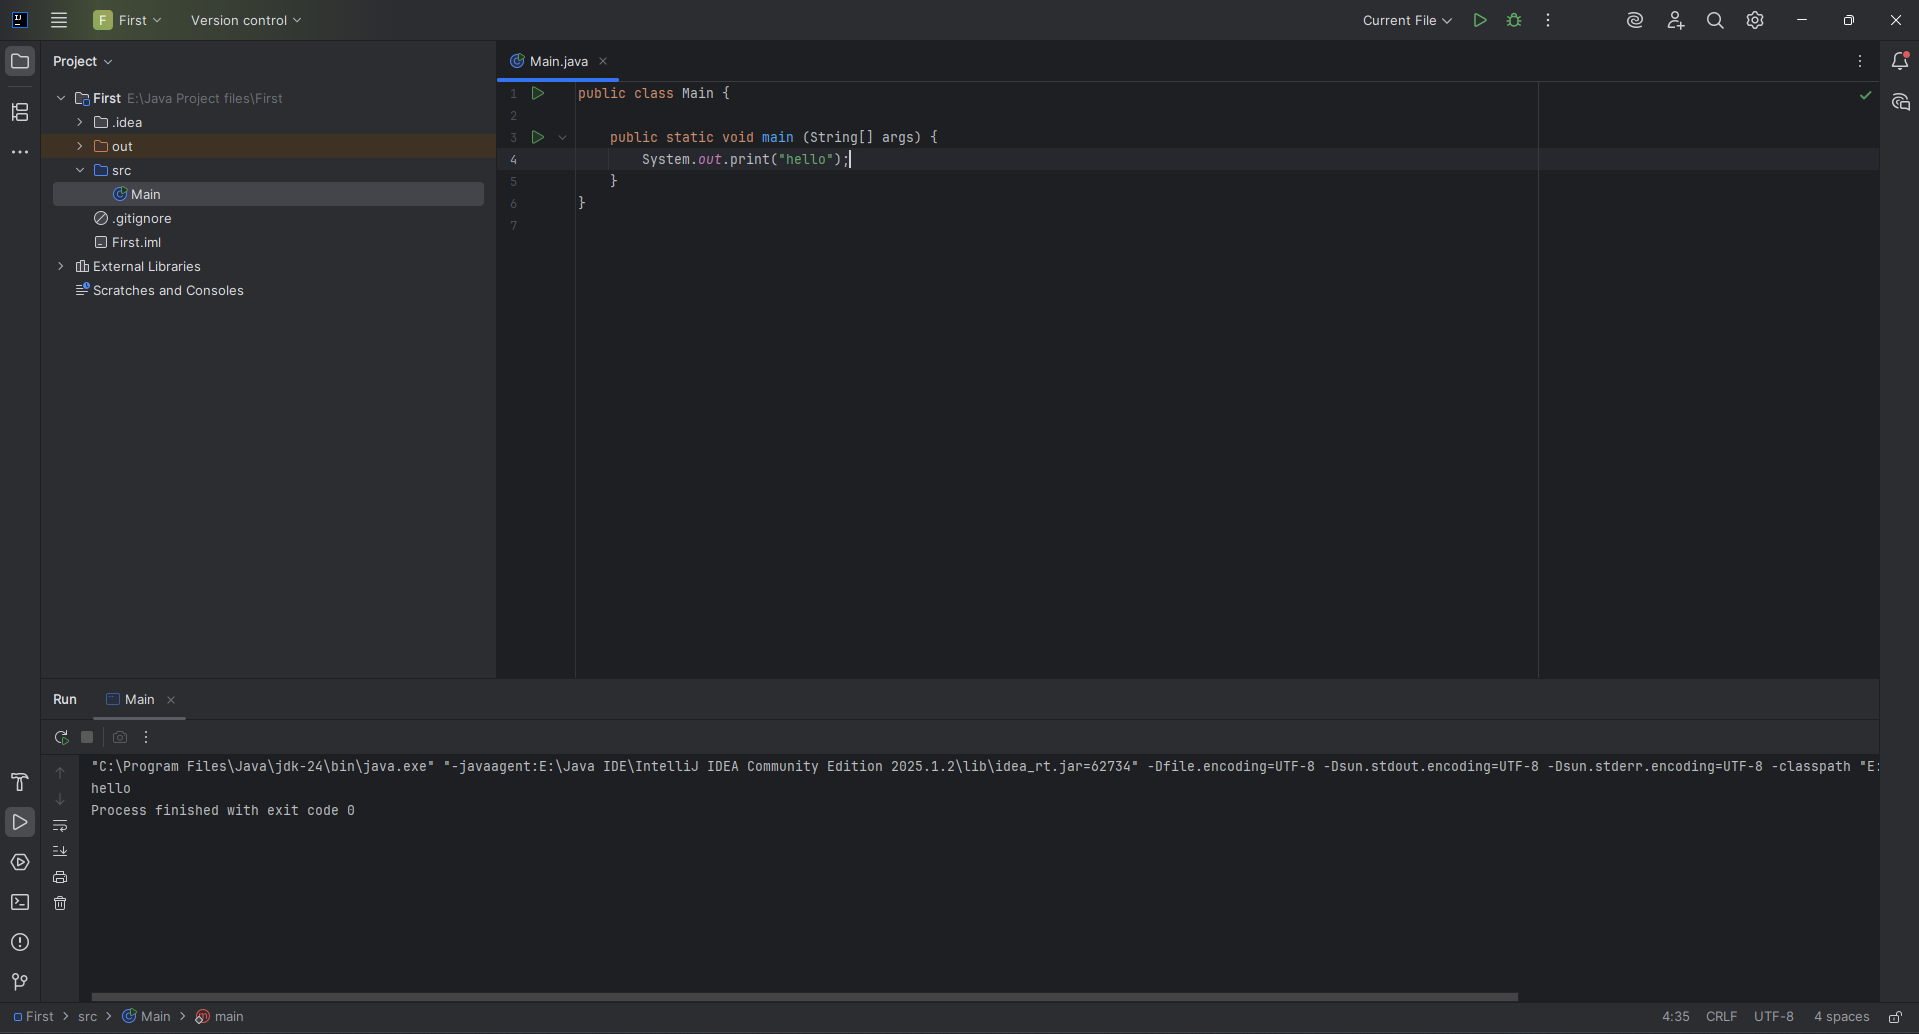 F First Version control Current File
Project
Main.java
First E:\Java Project files\First
.idea
out
src
Main
.gitignore
First.iml
External Libraries
Scratches and Consoles
1 public class Main {
2
3 public static void main (String[] args) {
4 System.out.print("hello");
5 }
6 }
7
Run Main
"C:\Program Files\Java\jdk-24\bin\java.exe" "-javaagent:E:\Java IDE\IntelliJ IDEA Community Edition 2025.1.2\lib\idea_rt.jar=62734" -Dfile.encoding=UTF-8 -Dsun.stdout.encoding=UTF-8 -Dsun.stderr.encoding=UTF-8 -classpath "E:
hello
Process finished with exit code 0
First > src > Main > main 4:35 CRLF UTF-8 4 spaces